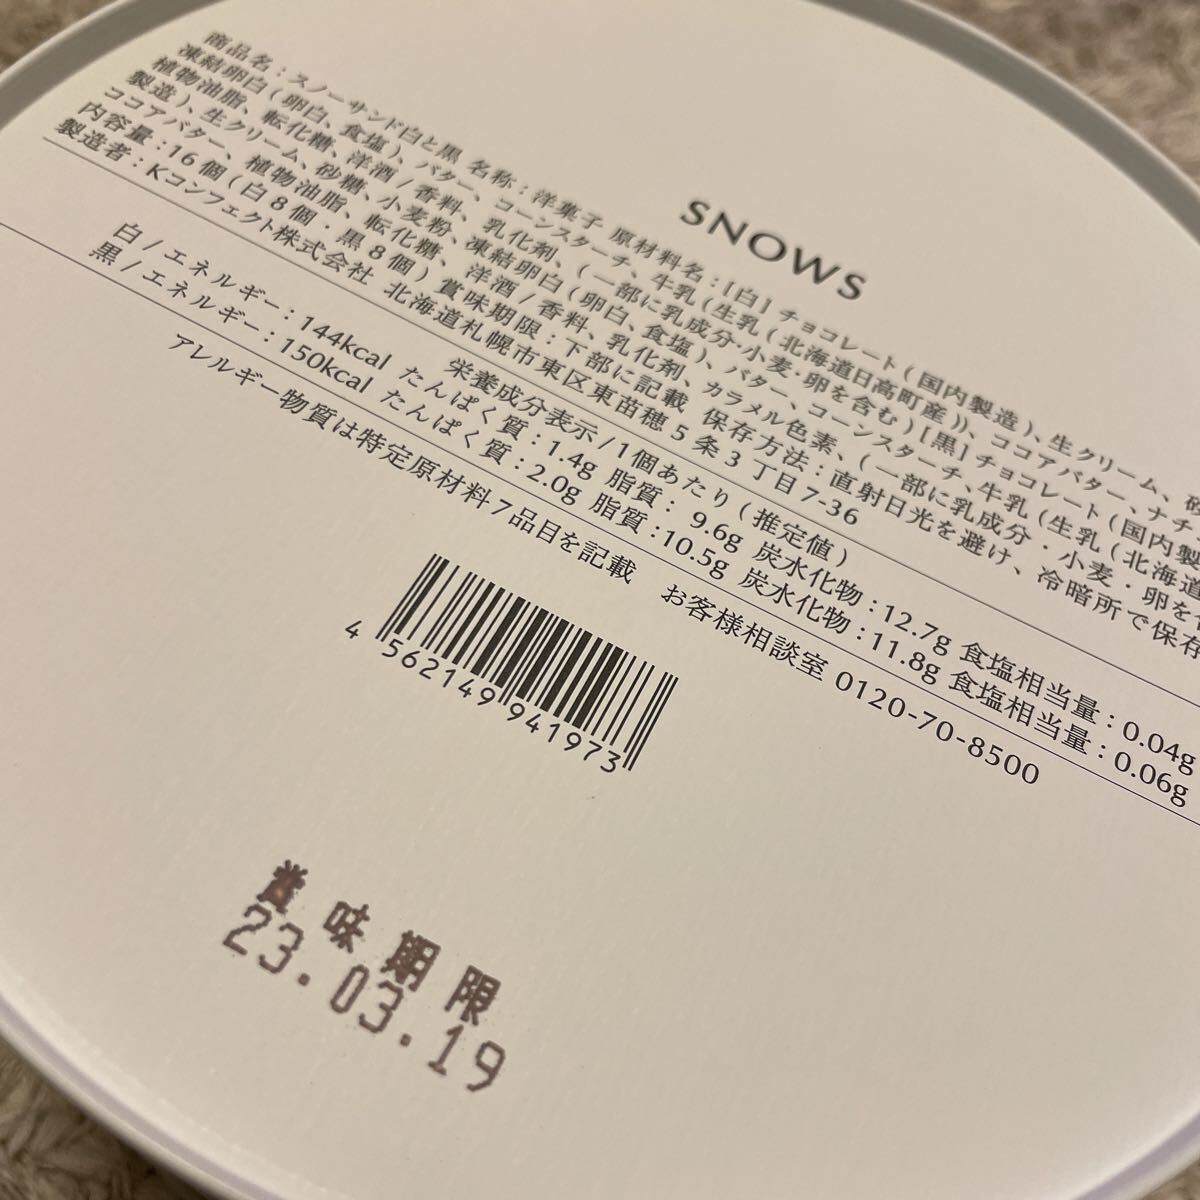 SNOWS
商品名：スノーサンド白と黒 名称：洋菓子 原材料名：[白] チョコレート(国内製造)、生クリーム、砂
凍結卵白(卵白、食塩)、バター、コーンスターチ、牛乳(生乳(北海道日高町産))、ココアバター、ナチ
植物油脂、転化糖、洋酒/香料、乳化剤、(一部に乳成分・小麦・卵を含む) [黒] チョコレート(国内製
製造)、生クリーム、砂糖、小麦粉、凍結卵白(卵白、食塩)、バター、コーンスターチ、牛乳(生乳(北海道
ココアバター、植物油脂、転化糖、洋酒/香料、乳化剤、カラメル色素、(一部に乳成分・小麦・卵を含
内容量：16個(白8個・黒8個) 賞味期限：下部に記載 保存方法：直射日光を避け、冷暗所で保存
製造者：Kコンフェクト株式会社 北海道札幌市東区東苗穂5条3丁目7-36
栄養成分表示/1個あたり(推定値)
白/エネルギー：144kcal たんぱく質：1.4g 脂質：9.6g 炭水化物：12.7g 食塩相当量：0.04g
黒/エネルギー：150kcal たんぱく質：2.0g 脂質：10.5g 炭水化物：11.8g 食塩相当量：0.06g
アレルギー物質は特定原材料7品目を記載 お客様相談室 0120-70-8500
4 562149 941973
賞味期限
23.03.19